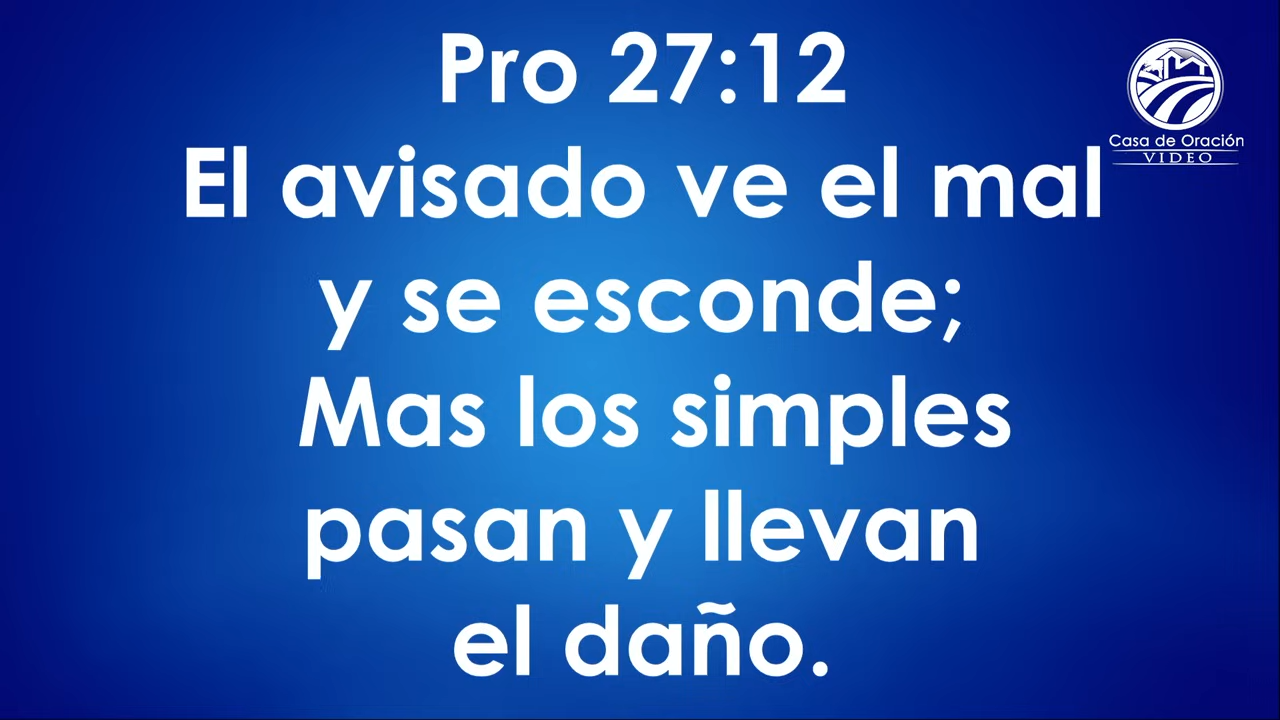 Pro 27:12
El avisado ve el mal
y se esconde;
Mas los simples
pasan y llevan
el daño.
Casa de Oración
VIDEO